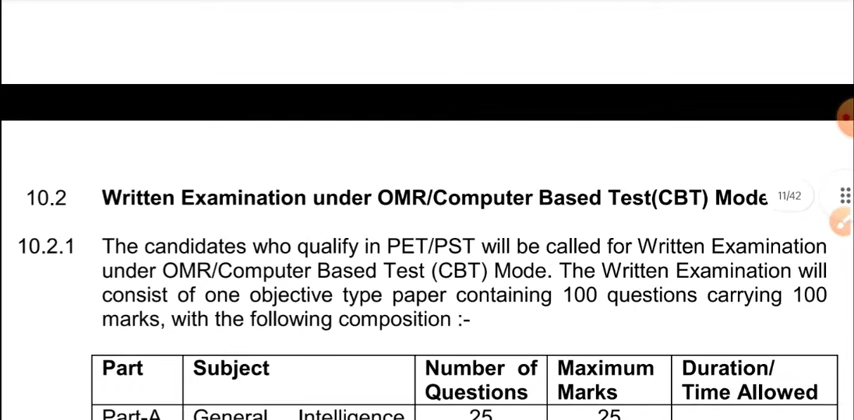 10.2 Written Examination under OMR/Computer Based Test(CBT) Mode 11/42
10.2.1 The candidates who qualify in PET/PST will be called for Written Examination
under OMR/Computer Based Test (CBT) Mode. The Written Examination will
consist of one objective type paper containing 100 questions carrying 100
marks, with the following composition :-
Part Subject Number of Maximum Duration/
Questions Marks Time Allowed
Part-A General Intelligence 25 25